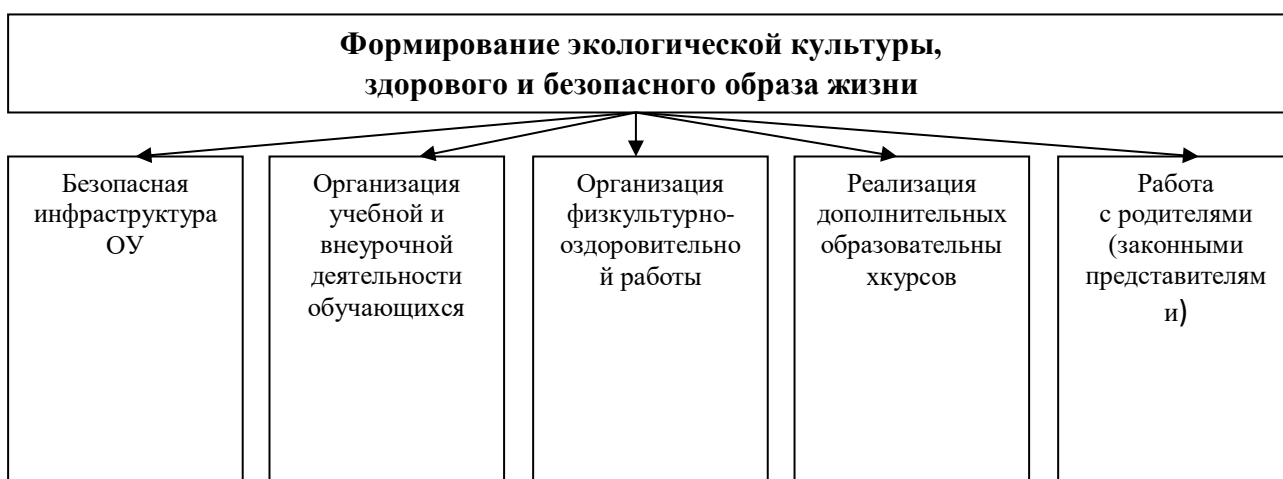 Формирование экологической культуры,
здорового и безопасного образа жизни
Безопасная
инфраструктура
ОУ
Организация
учебной и
внеурочной
деятельности
обучающихся
Организация
физкультурно-
оздоровительно
й работы
Реализация
дополнительных
образовательны
хкурсов
Работа
с родителями
(законными
представителям
и)